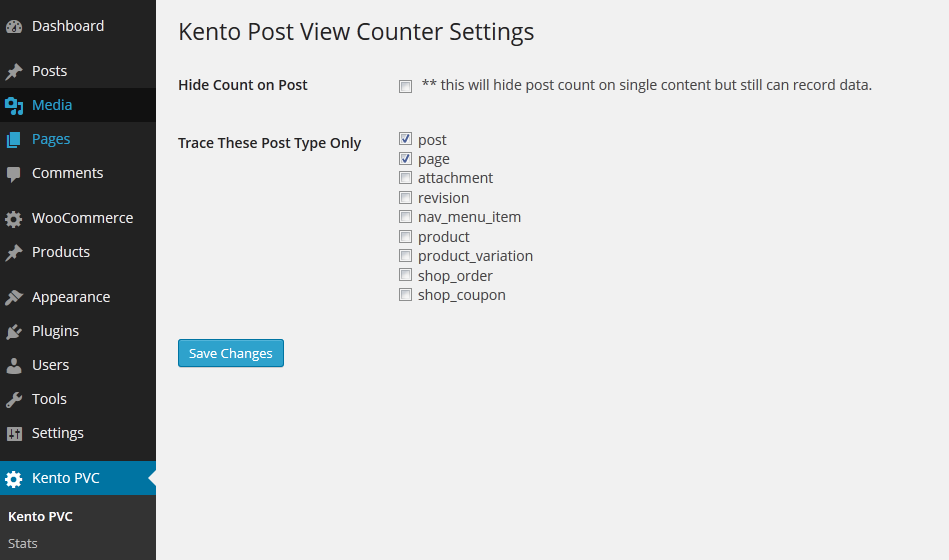 Dashboard
Posts
Media
Pages
Comments
WooCommerce
Products
Appearance
Plugins
Users
Tools
Settings
Kento PVC
Kento PVC
Stats
Kento Post View Counter Settings
Hide Count on Post
** this will hide post count on single content but still can record data.
Trace These Post Type Only
post
page
attachment
revision
nav_menu_item
product
product_variation
shop_order
shop_coupon
Save Changes